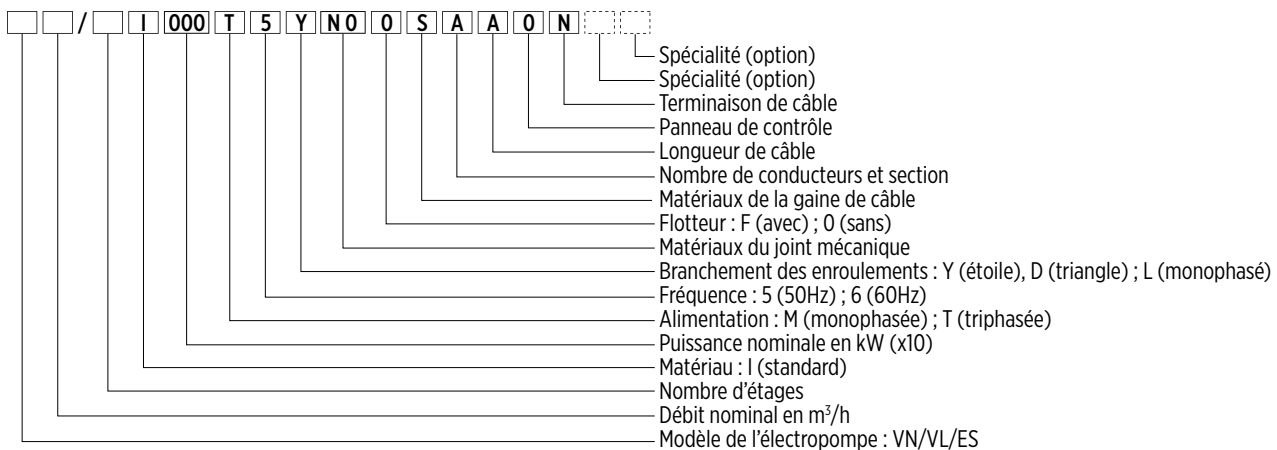 / I 000 T 5 Y N0 0 S A A 0 N
Spécialité (option)
Spécialité (option)
Terminaison de câble
Panneau de contrôle
Longueur de câble
Nombre de conducteurs et section
Matériaux de la gaine de câble
Flotteur : F (avec) ; 0 (sans)
Matériaux du joint mécanique
Branchement des enroulements : Y (étoile), D (triangle) ; L (monophasé)
Fréquence : 5 (50Hz) ; 6 (60Hz)
Alimentation : M (monophasée) ; T (triphasée)
Puissance nominale en kW (x10)
Matériau : I (standard)
Nombre d'étages
Débit nominal en m³/h
Modèle de l'électropompe : VN/VL/ES